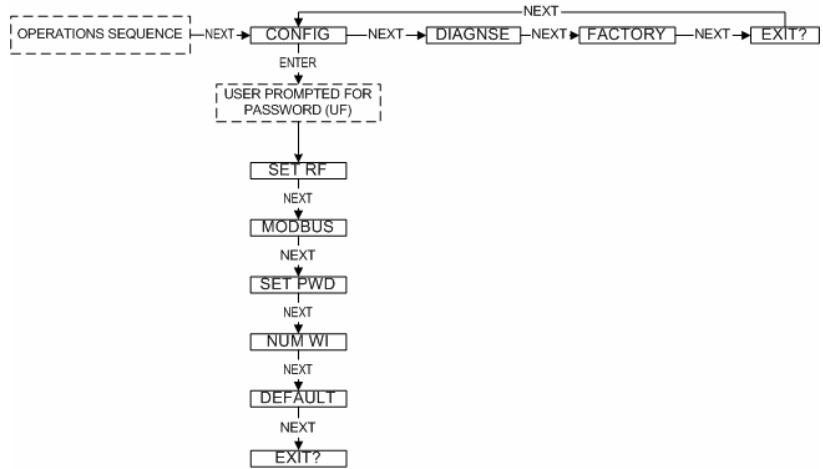 NEXT
OPERATIONS SEQUENCE NEXT CONFIG NEXT DIAGNSE NEXT FACTORY NEXT EXIT?
ENTER
USER PROMPTED FOR
PASSWORD (UF)
SET RF
NEXT
MODBUS
NEXT
SET PWD
NEXT
NUM WI
NEXT
DEFAULT
NEXT
EXIT?